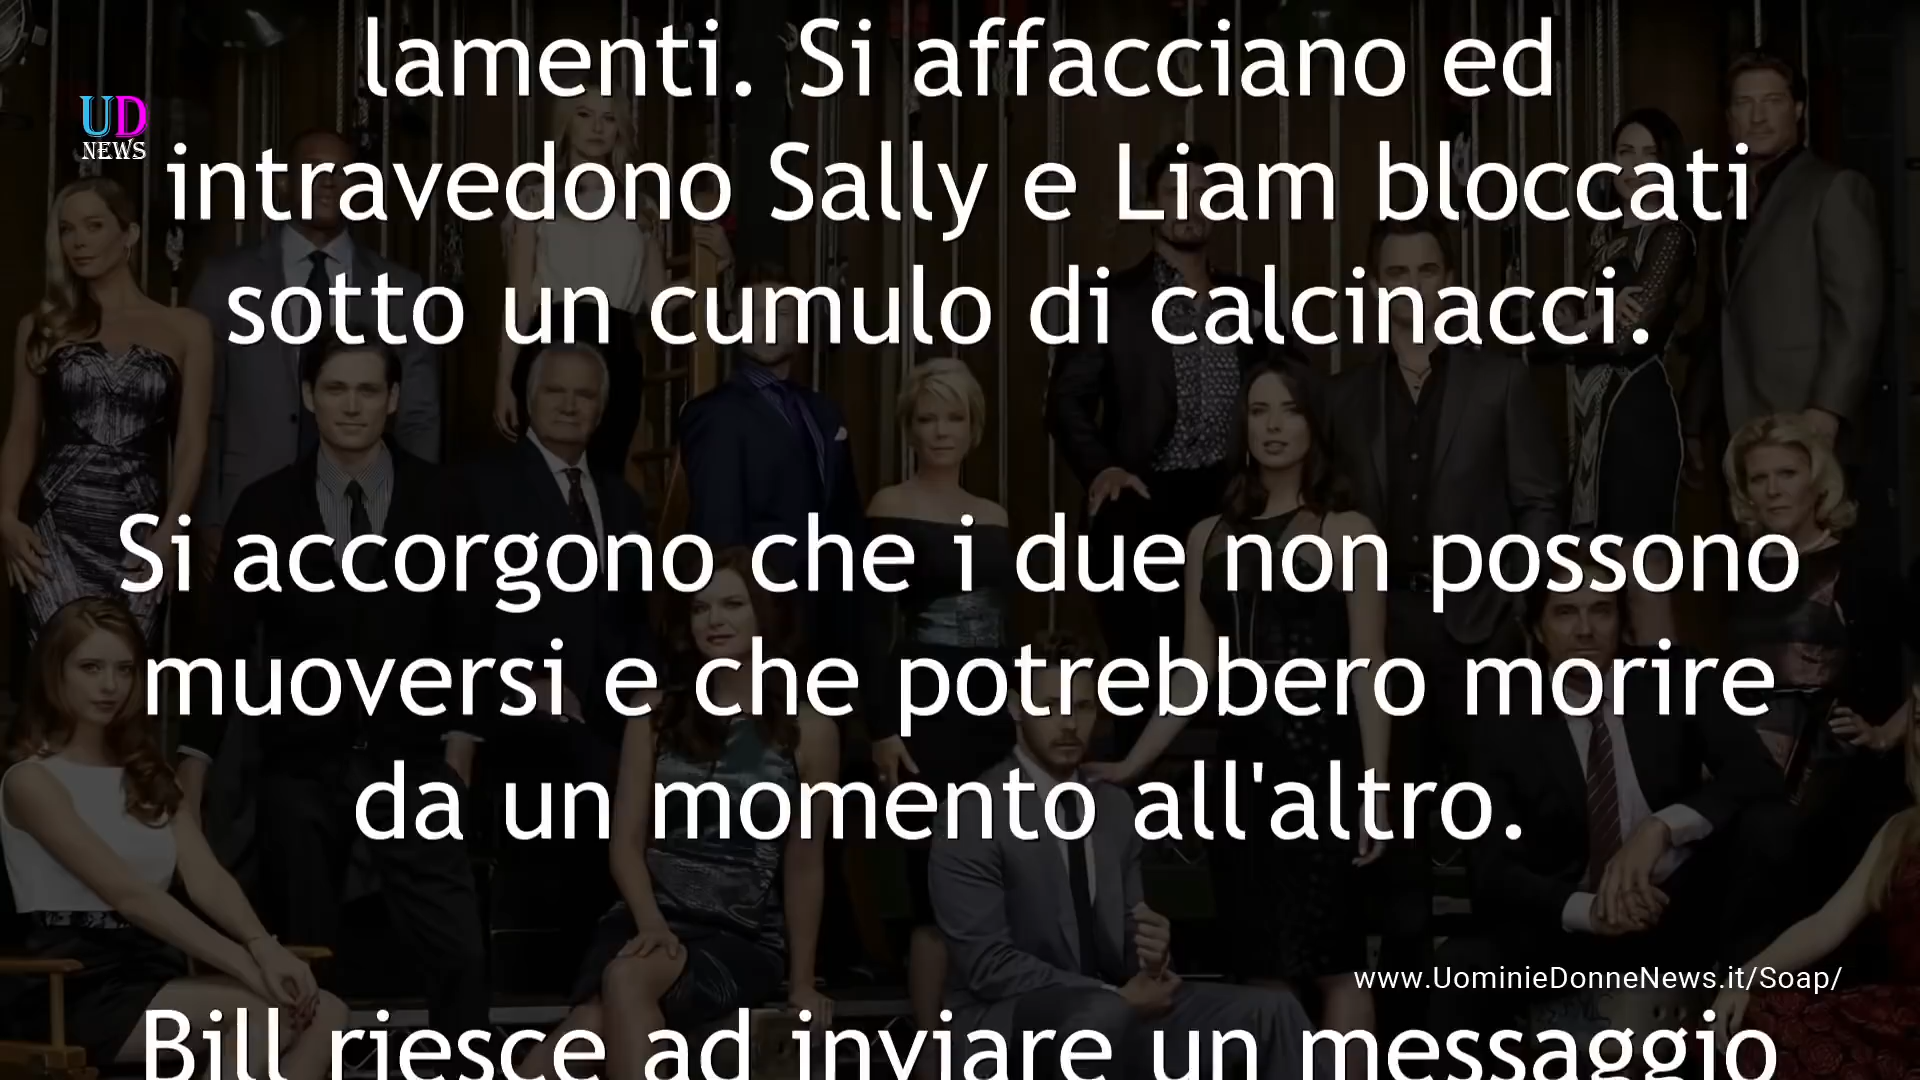 lamenti. Si affacciano ed
UD
NEWS
intravedono Sally e Liam bloccati
sotto un cumulo di calcinacci.
Si accorgono che i due non possono
muoversi e che potrebbero morire
da un momento all'altro.
www.UominieDonneNews.it/Soap/
Bill riesce ad inviare un messaggio